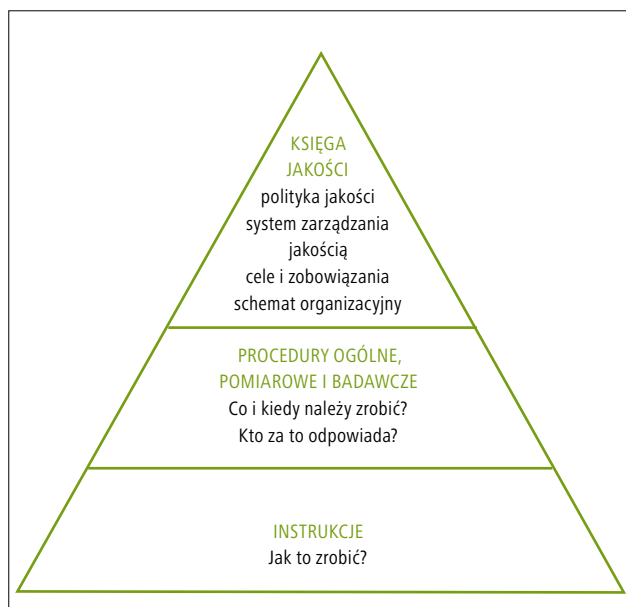 KSIĘGA
JAKOŚCI
polityka jakości
system zarządzania
jakością
cele i zobowiązania
schemat organizacyjny
PROCEDURY OGÓLNE,
POMIAROWE I BADAWCZE
Co i kiedy należy zrobić?
Kto za to odpowiada?
INSTRUKCJE
Jak to zrobić?